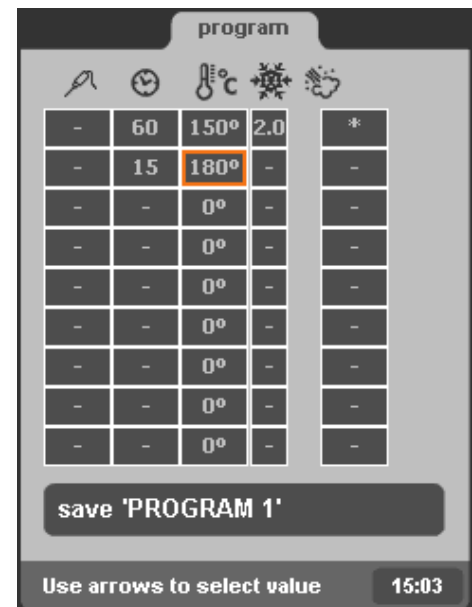 program
°C
- 60 150º 2.0 *
- 15 180º - -
- - 0º - -
- - 0º - -
- - 0º - -
- - 0º - -
- - 0º - -
- - 0º - -
- - 0º - -
save 'PROGRAM 1'
Use arrows to select value 15:03